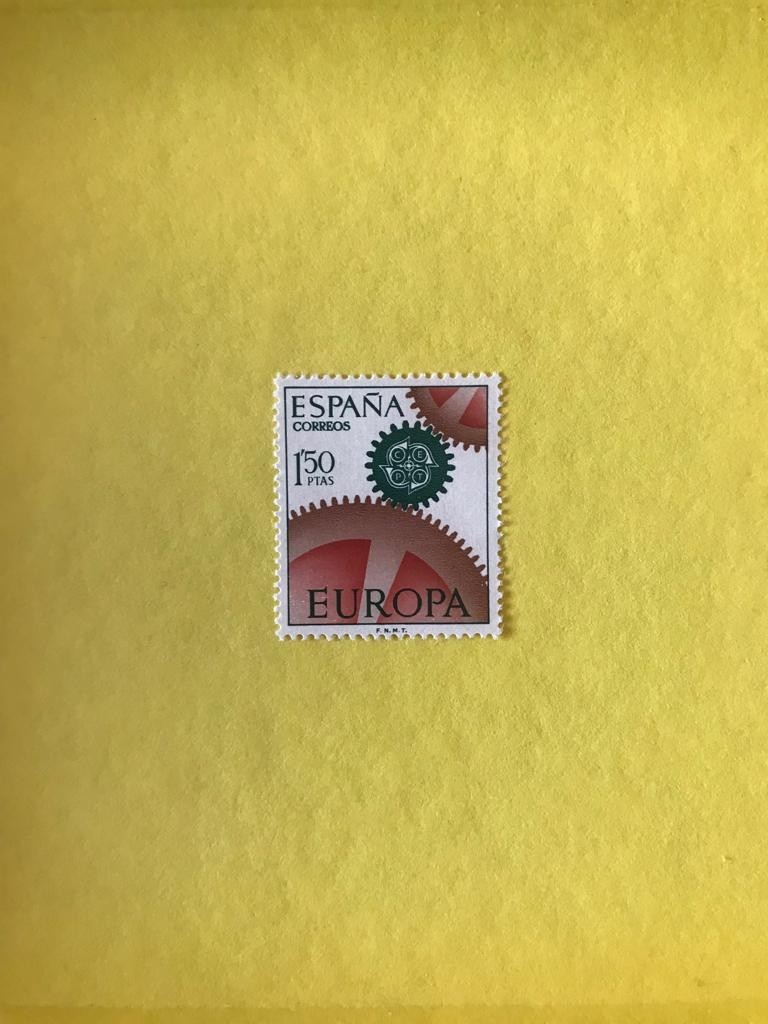 ESPAÑA
CORREOS
1'50
PTAS
C E
P T
EUROPA
F. N. M. T.